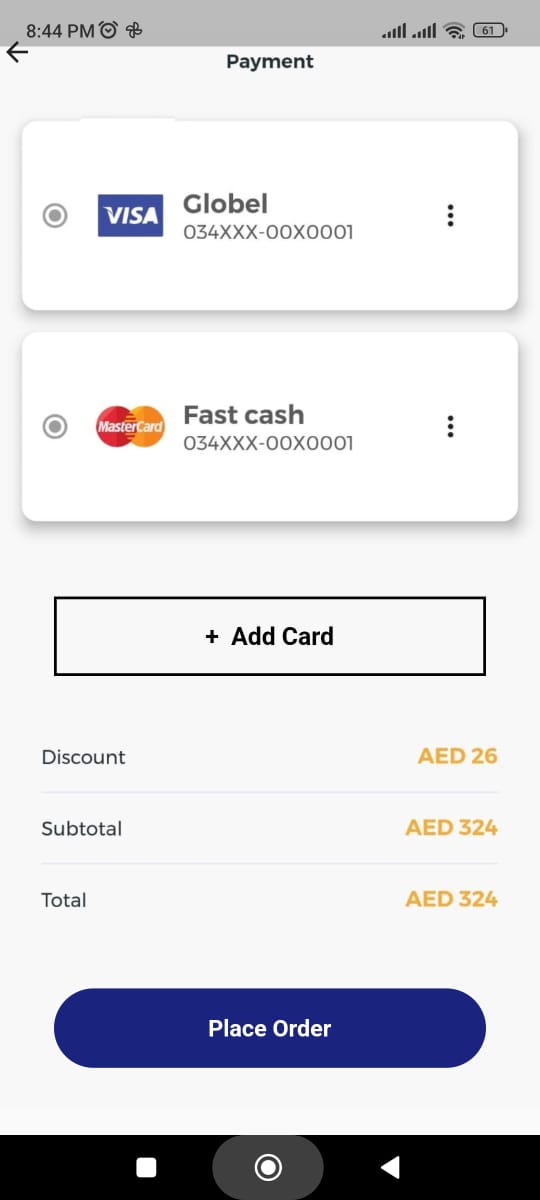 8:44 PM
61
Payment
VISA
Globel
034XXX-00X0001
MasterCard
Fast cash
034XXX-00X0001
+ Add Card
Discount AED 26
Subtotal AED 324
Total AED 324
Place Order